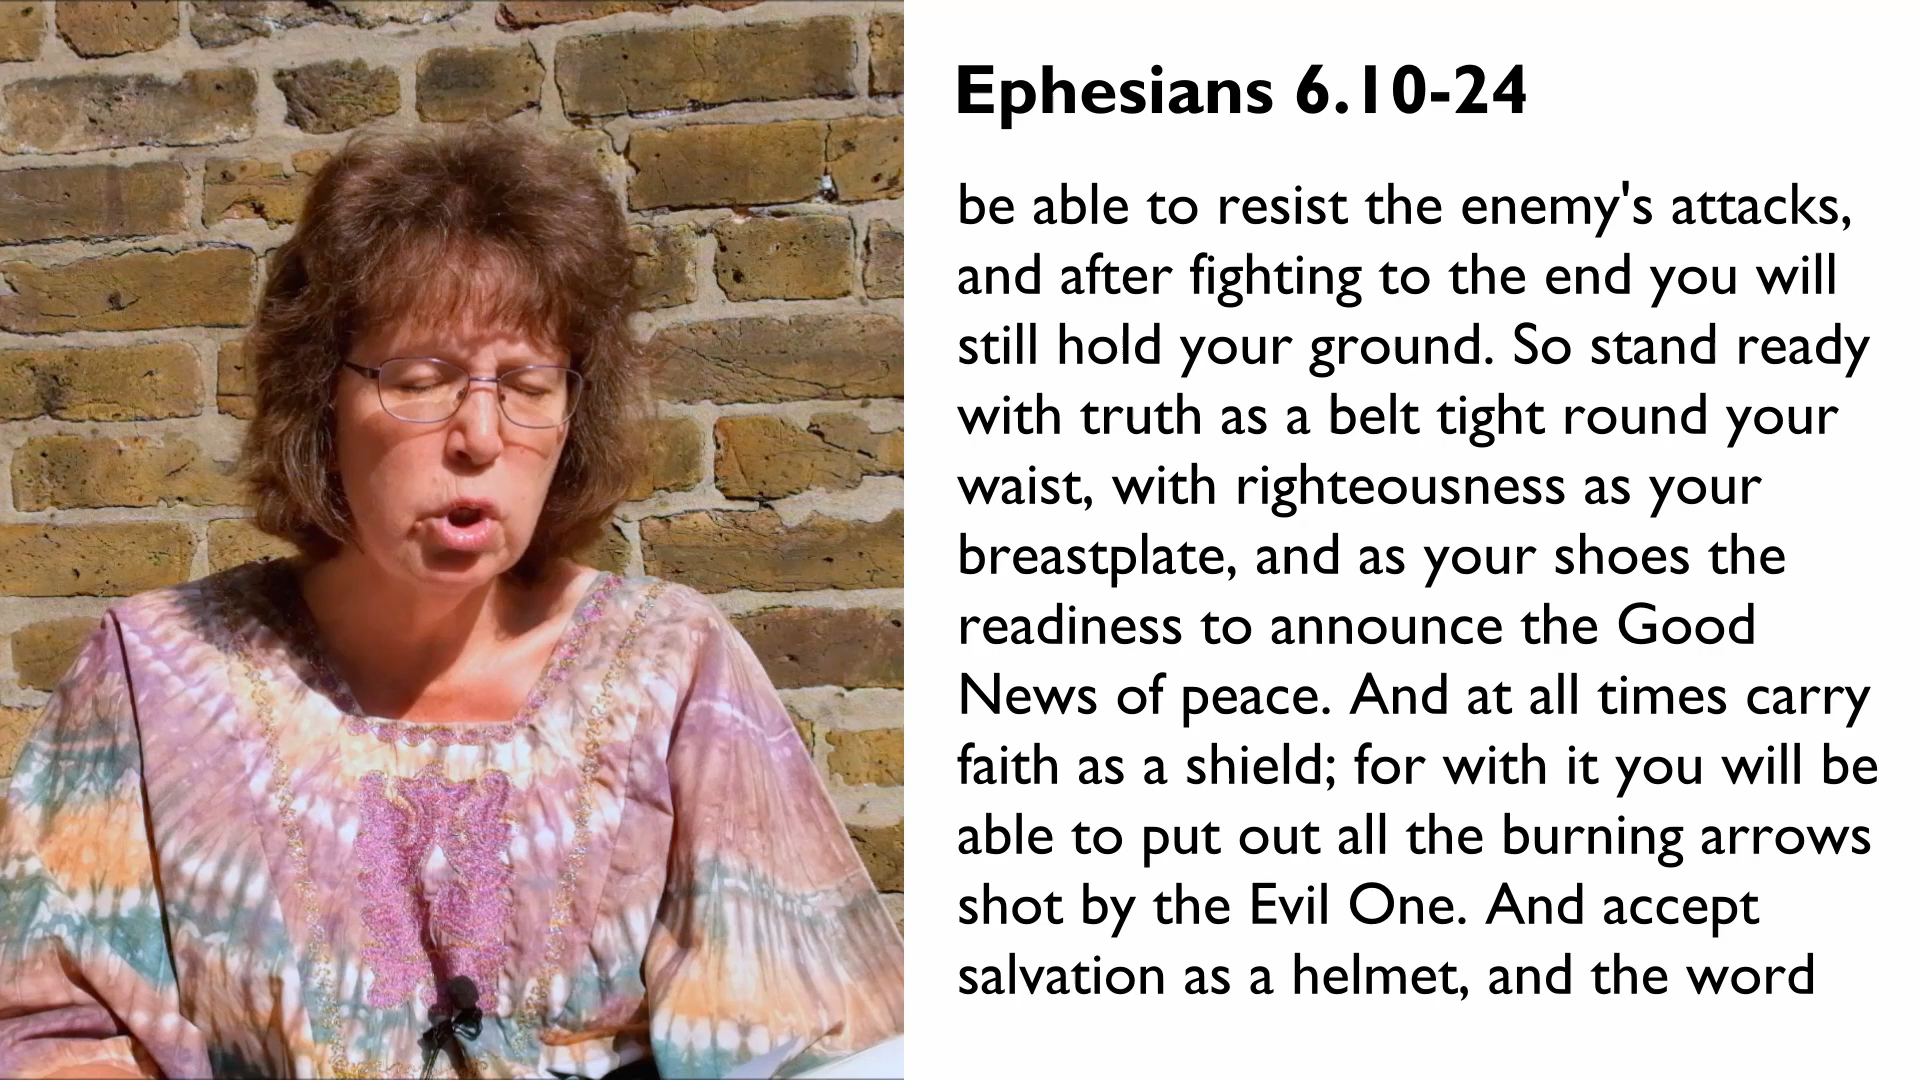 Ephesians 6.10-24
be able to resist the enemy's attacks,
and after fighting to the end you will
still hold your ground. So stand ready
with truth as a belt tight round your
waist, with righteousness as your
breastplate, and as your shoes the
readiness to announce the Good
News of peace. And at all times carry
faith as a shield; for with it you will be
able to put out all the burning arrows
shot by the Evil One. And accept
salvation as a helmet, and the word